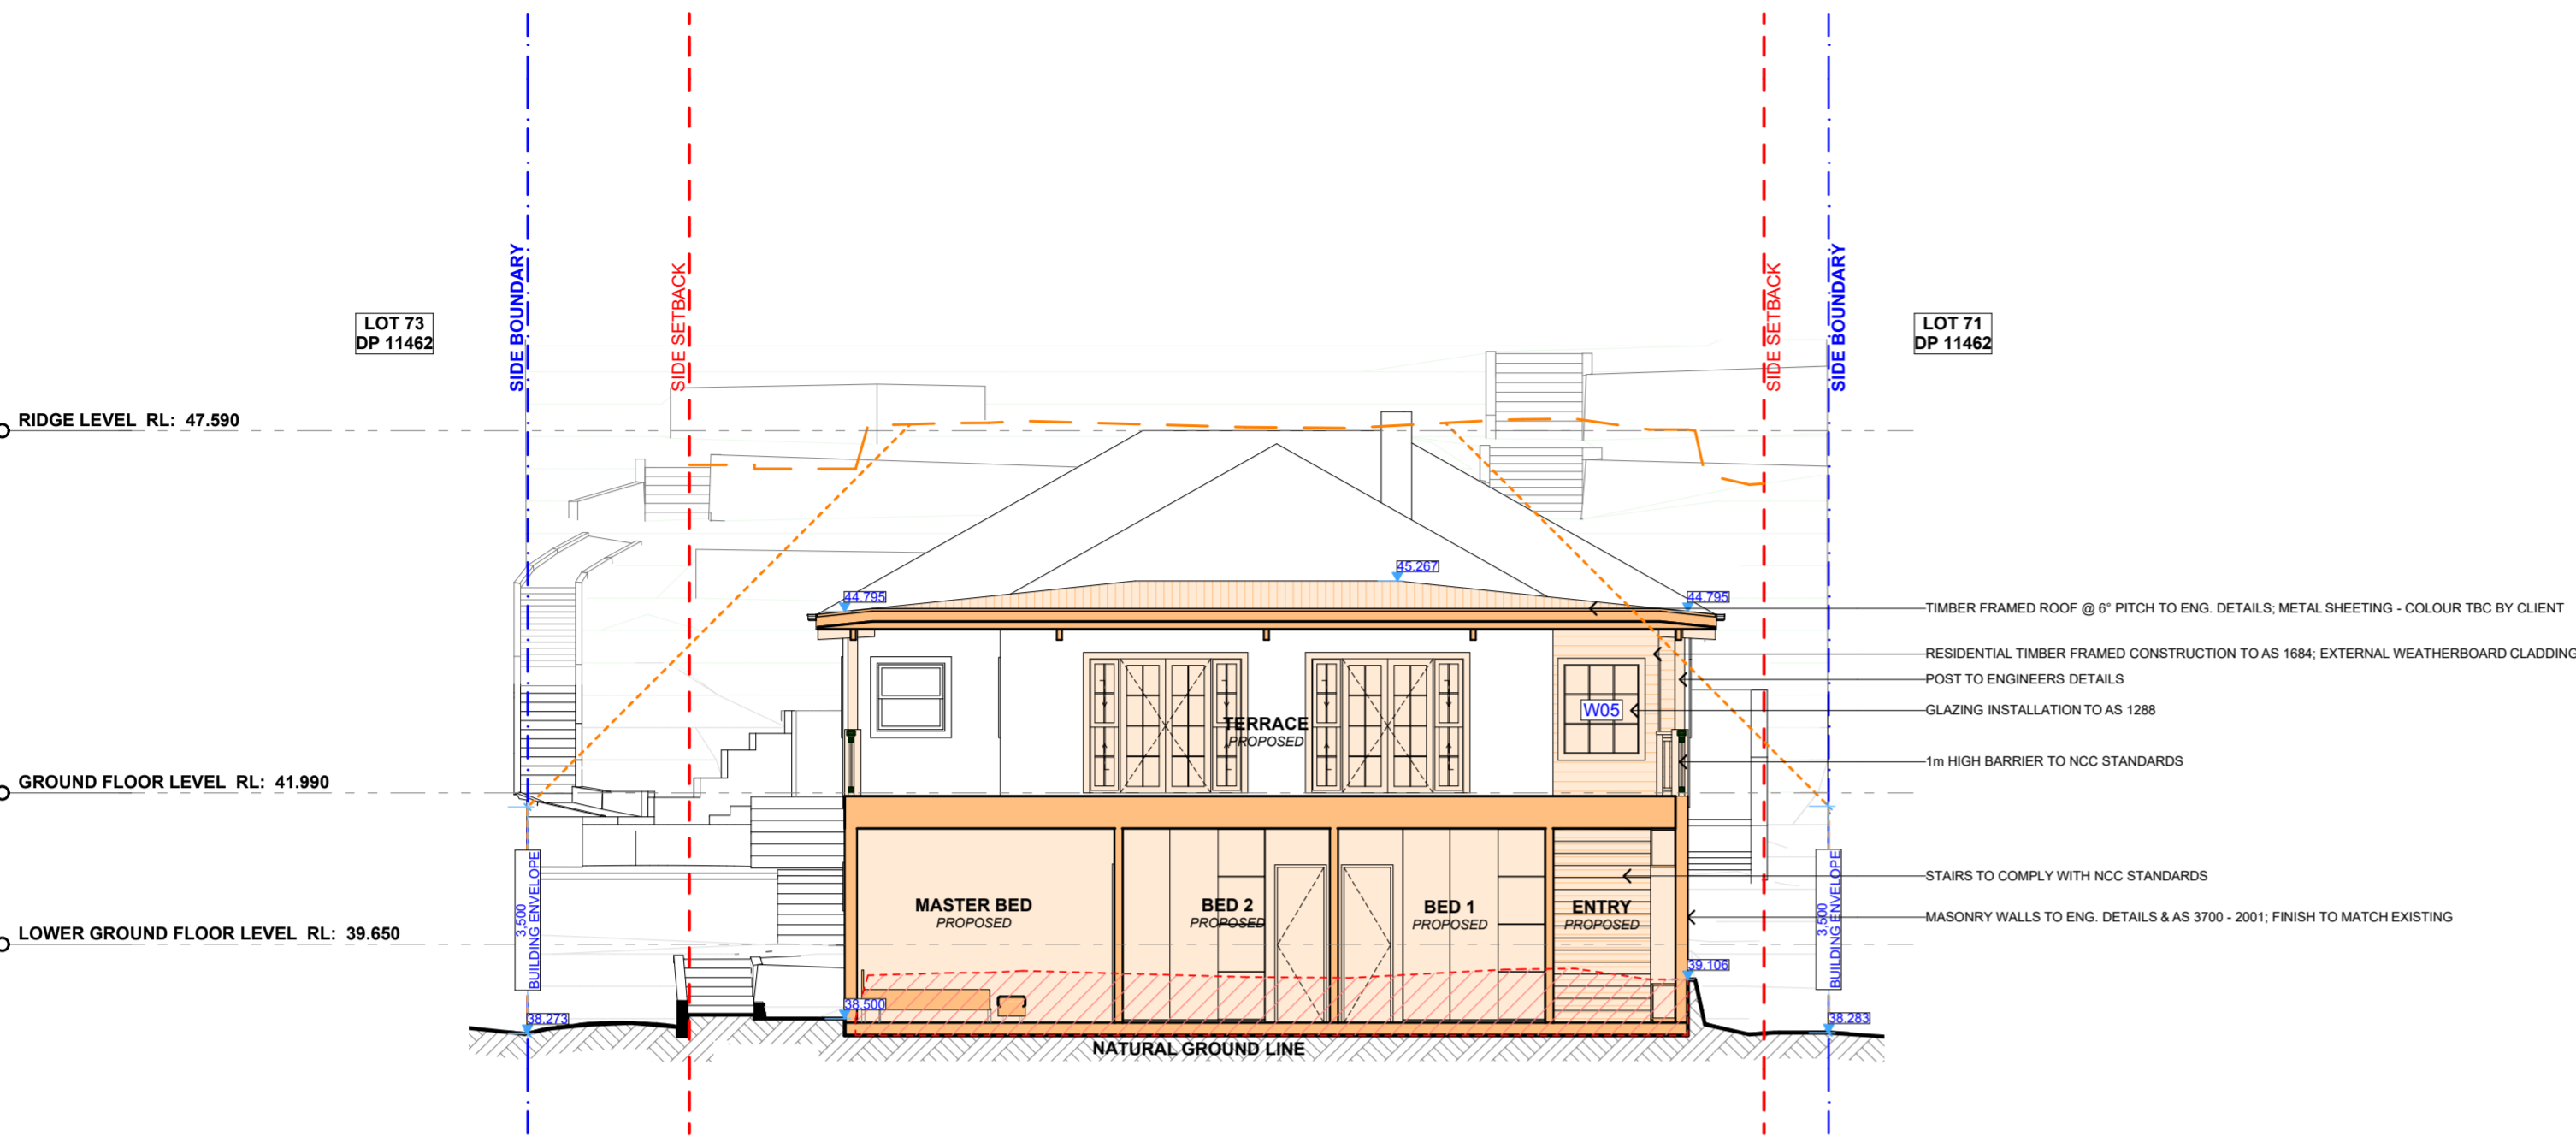 SIDE BOUNDARY
SIDE SETBACK
SIDE SETBACK
SIDE BOUNDARY
LOT 73
DP 11462
LOT 71
DP 11462
RIDGE LEVEL RL: 47.590
45.267
44.795
44.795
TIMBER FRAMED ROOF @ 6° PITCH TO ENG. DETAILS; METAL SHEETING - COLOUR TBC BY CLIENT
RESIDENTIAL TIMBER FRAMED CONSTRUCTION TO AS 1684; EXTERNAL WEATHERBOARD CLADDING
POST TO ENGINEERS DETAILS
W05
GLAZING INSTALLATION TO AS 1288
TERRACE
PROPOSED
1m HIGH BARRIER TO NCC STANDARDS
GROUND FLOOR LEVEL RL: 41.990
STAIRS TO COMPLY WITH NCC STANDARDS
MASTER BED
PROPOSED
BED 2
PROPOSED
BED 1
PROPOSED
ENTRY
PROPOSED
MASONRY WALLS TO ENG. DETAILS & AS 3700 - 2001; FINISH TO MATCH EXISTING
3,500
BUILDING ENVELOPE
3,500
BUILDING ENVELOPE
LOWER GROUND FLOOR LEVEL RL: 39.650
39.106
38.500
38.273
38.283
NATURAL GROUND LINE